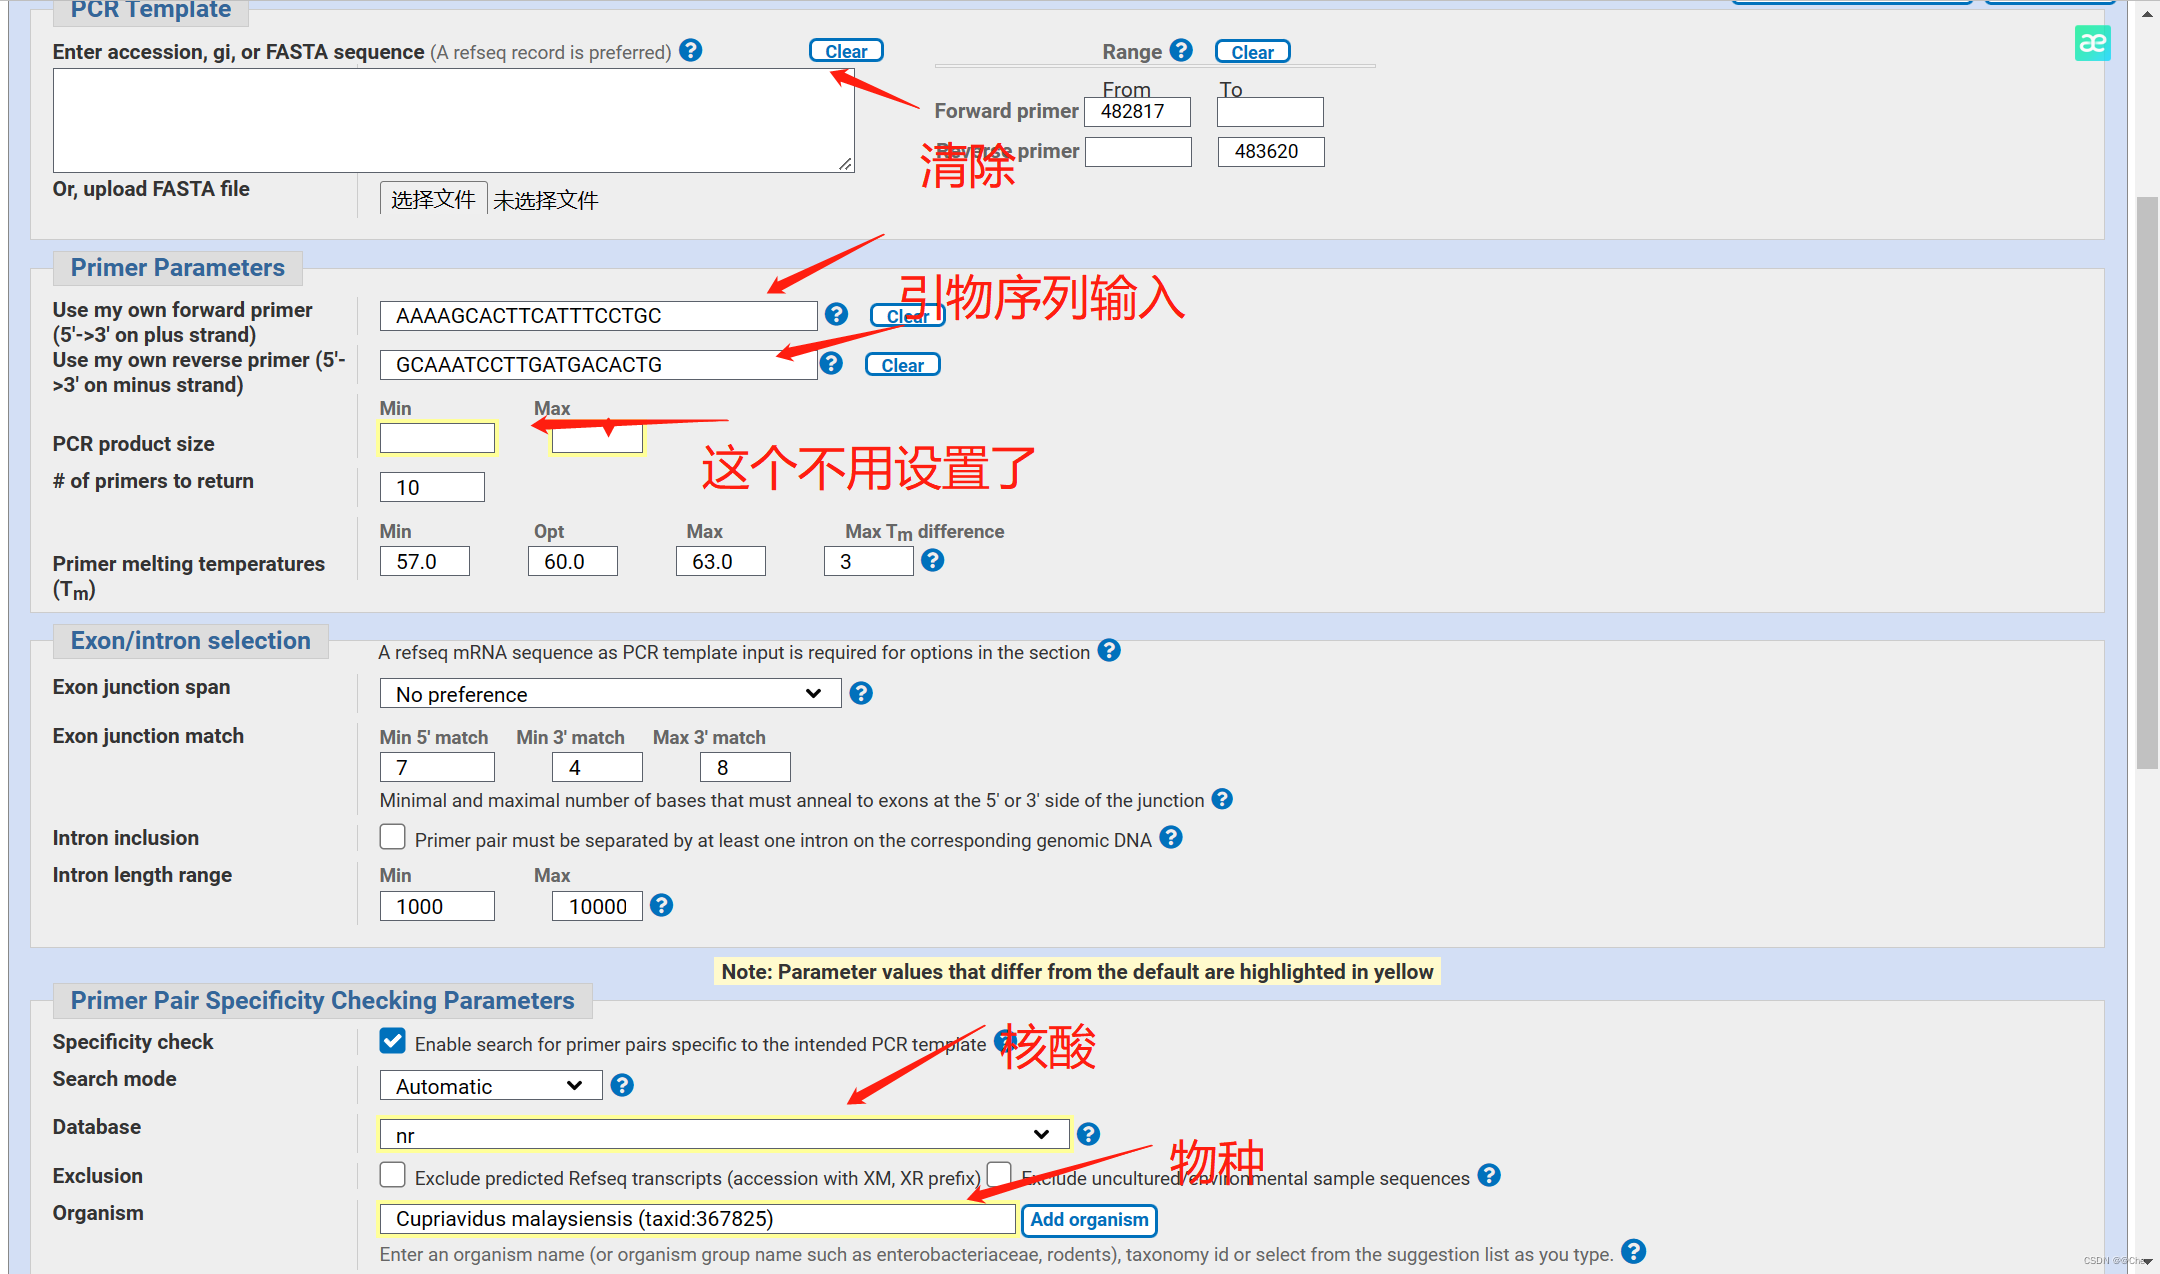 PCR Template
Enter accession, gi, or FASTA sequence (A refseq record is preferred) ? Clear
Range ? Clear
From To
Forward primer 482817
Reverse primer 483620
清除
Or, upload FASTA file 选择文件 未选择文件
Primer Parameters
引物序列输入
Use my own forward primer (5'->3' on plus strand) AAAAGCACTTCATTTCCTGC ? Clear
Use my own reverse primer (5'->3' on minus strand) GCAAATCCTTGATGACACTG ? Clear
Min Max
PCR product size
这个不用设置了
# of primers to return 10
Min Opt Max Max Tm difference
Primer melting temperatures (Tm) 57.0 60.0 63.0 3 ?
Exon/intron selection
A refseq mRNA sequence as PCR template input is required for options in the section ?
Exon junction span No preference ?
Exon junction match Min 5' match Min 3' match Max 3' match
7 4 8
Minimal and maximal number of bases that must anneal to exons at the 5' or 3' side of the junction ?
Intron inclusion Primer pair must be separated by at least one intron on the corresponding genomic DNA ?
Intron length range Min Max
1000 10000 ?
Note: Parameter values that differ from the default are highlighted in yellow
Primer Pair Specificity Checking Parameters
Specificity check Enable search for primer pairs specific to the intended PCR template ?
核酸
Search mode Automatic ?
Database nr ?
物种
Exclusion Exclude predicted Refseq transcripts (accession with XM, XR prefix) Exclude uncultured/environmental sample sequences ?
Organism Cupriavidus malaysiensis (taxid:367825) Add organism
Enter an organism name (or organism group name such as enterobacteriaceae, rodents), taxonomy id or select from the suggestion list as you type. ?
æ